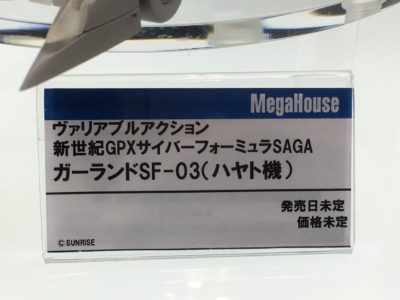 MegaHouse
ヴァリアブルアクション
新世紀GPXサイバーフォーミュラSAGA
ガーランドSF-03(ハヤト機)
発売日未定
価格未定
© SUNRISE